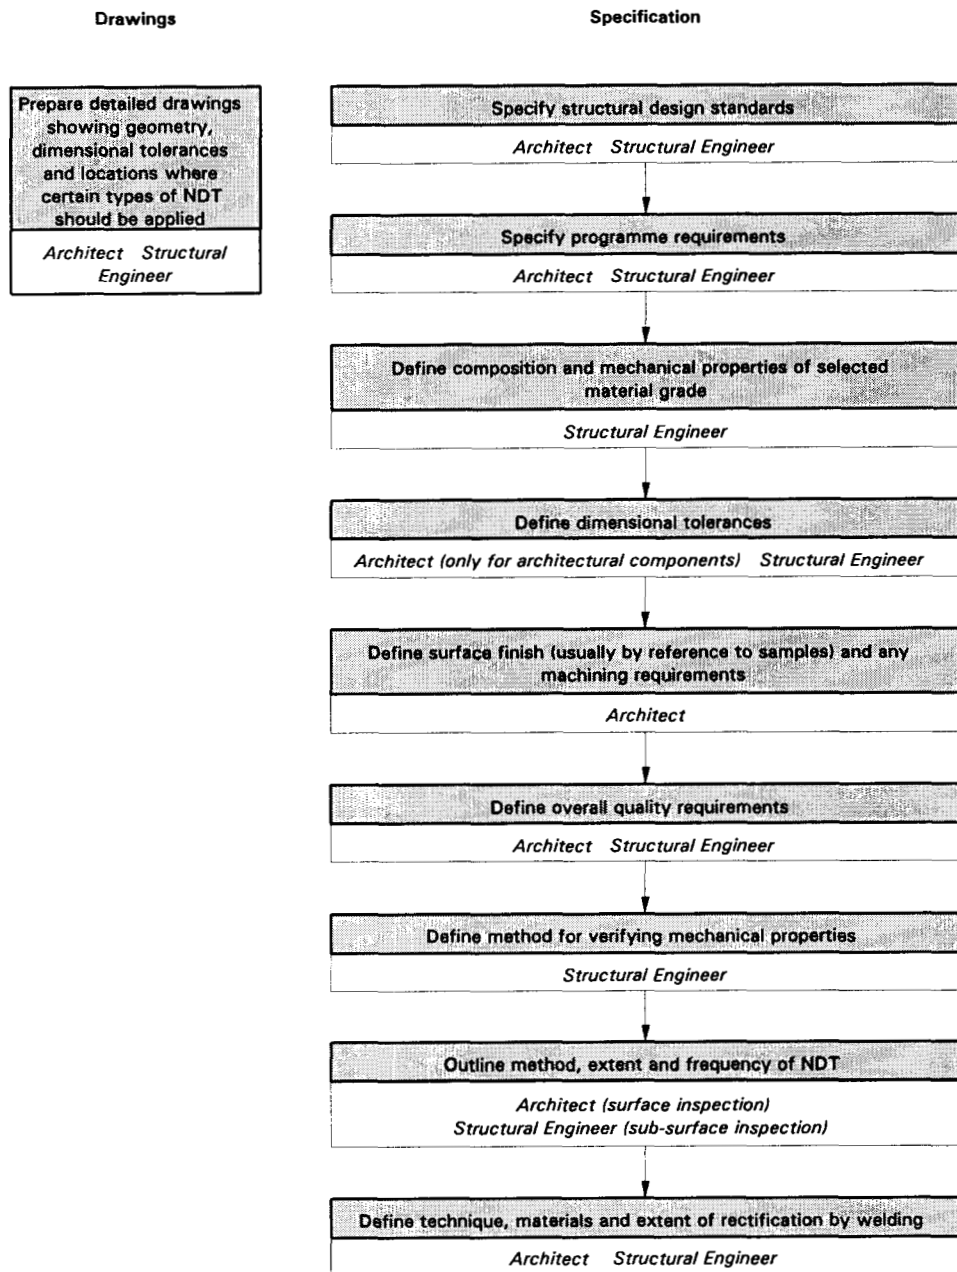 Drawings
Specification
Prepare detailed drawings
showing geometry,
dimensional tolerances
and locations where
certain types of NDT
should be applied
Architect Structural
Engineer
Specify structural design standards
Architect Structural Engineer
Specify programme requirements
Architect Structural Engineer
Define composition and mechanical properties of selected
material grade
Structural Engineer
Define dimensional tolerances
Architect (only for architectural components) Structural Engineer
Define surface finish (usually by reference to samples) and any
machining requirements
Architect
Define overall quality requirements
Architect Structural Engineer
Define method for verifying mechanical properties
Structural Engineer
Outline method, extent and frequency of NDT
Architect (surface inspection)
Structural Engineer (sub-surface inspection)
Define technique, materials and extent of rectification by welding
Architect Structural Engineer